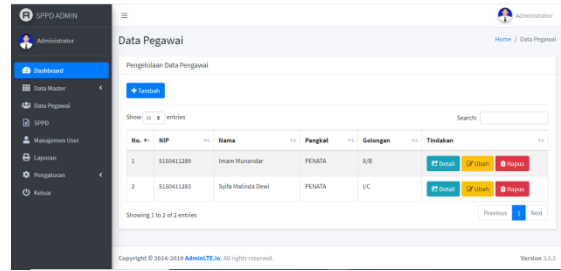 SPPD ADMIN
Administrator
Administrator
Dashboard
Data Master
Data Pegawai
SPPD
Manajemen User
Laporan
Pengaturan
Keluar
Data Pegawai
Home / Data Pegawai
Pengelolaan Data Pengawai
+ Tambah
Show 10 entries
Search:
No. NIP Nama Pangkat Golongan Tindakan
1 5150411289 Imam Munandar PENATA II/B Detail Ubah Hapus
2 5150411283 Syifa Malinda Dewi PENATA I/C Detail Ubah Hapus
Showing 1 to 2 of 2 entries
Previous 1 Next
Copyright © 2014-2019 AdminLTE.io. All rights reserved.
Version 3.0.5